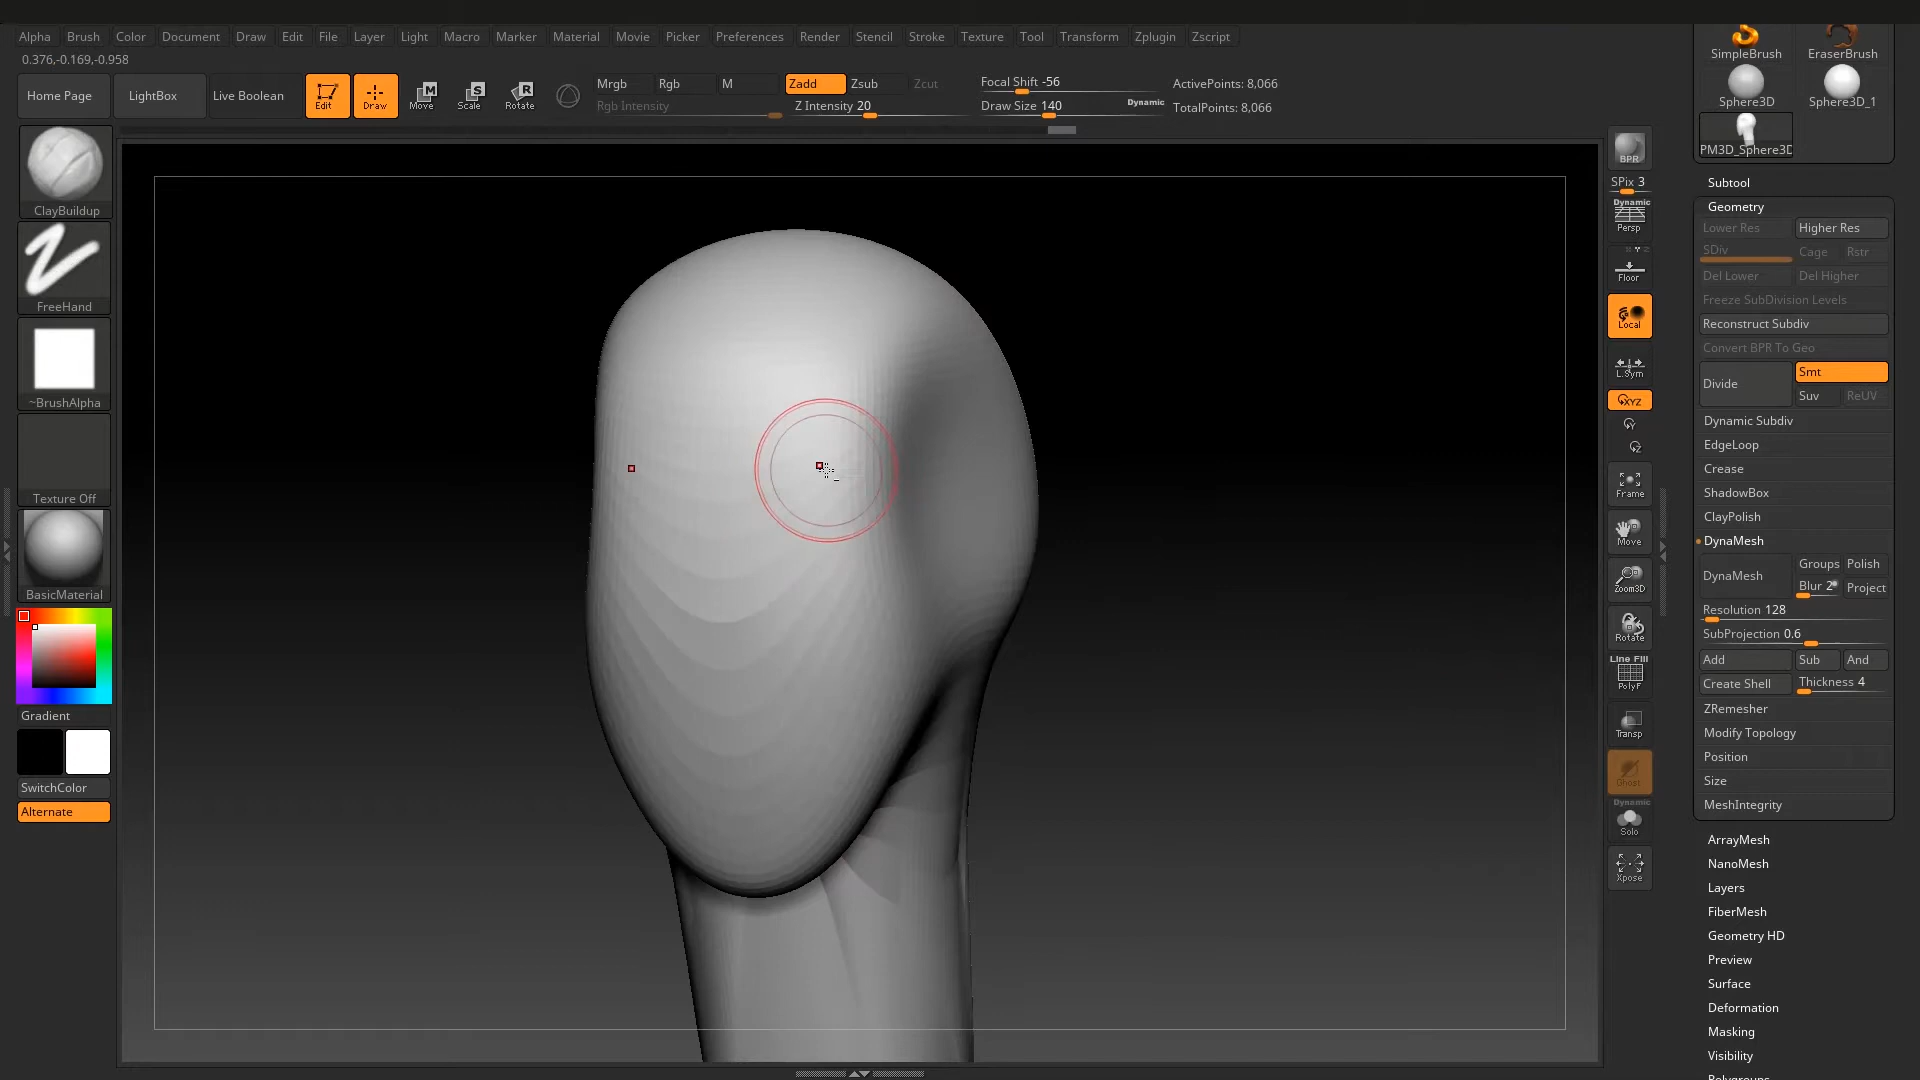 Alpha Brush Color Document Draw Edit File Layer Light Macro Marker Material Movie Picker Preferences Render Stencil Stroke Texture Tool Transform Zplugin Zscript
0.376,-0.169,-0.958
Home Page LightBox Live Boolean Edit Draw Move Scale Rotate
Mrgb Rgb M Zadd Zsub Zcut
Rgb Intensity Z Intensity 20
Focal Shift -56
Draw Size 140 Dynamic
ActivePoints: 8,066
TotalPoints: 8,066
ClayBuildup
FreeHand
~BrushAlpha
Texture Off
BasicMaterial
Gradient
SwitchColor
Alternate
BPR
SPix 3
Dynamic
Persp
Floor
Local
L.Sym
XYZ
Y
Z
Frame
Move
Zoom3D
Rotate
Line Fill
PolyF
Transp
Ghost
Dynamic
Solo
Xpose
SimpleBrush EraserBrush
Sphere3D Sphere3D_1
PM3D_Sphere3D
Subtool
Geometry
Lower Res Higher Res
SDiv Cage Rstr
Del Lower Del Higher
Freeze SubDivision Levels
Reconstruct Subdiv
Convert BPR To Geo
Divide Smt
Suv ReUV
Dynamic Subdiv
EdgeLoop
Crease
ShadowBox
ClayPolish
DynaMesh
DynaMesh Groups Polish
Blur 2 Project
Resolution 128
SubProjection 0.6
Add Sub And
Create Shell Thickness 4
ZRemesher
Modify Topology
Position
Size
MeshIntegrity
ArrayMesh
NanoMesh
Layers
FiberMesh
Geometry HD
Preview
Surface
Deformation
Masking
Visibility
Polygroups